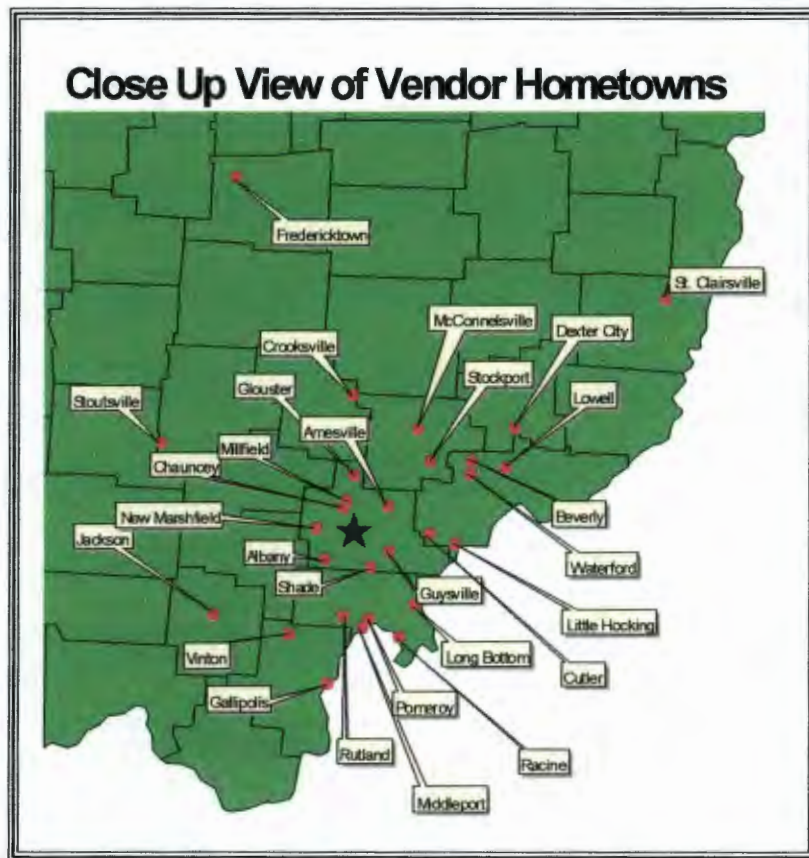 Close Up View of Vendor Hometowns
Fredericktown
St. Clairsville
McConnelsville
Dexter City
Crooksville
Stockport
Glouster
Lowell
Stoutsville
Amesville
Millfield
Chauncey
New Marshfield
Beverly
Jackson
Albany
Waterford
Shade
Guysville
Little Hocking
Vinton
Long Bottom
Cutler
Gallipolis
Pomeroy
Rutland
Racine
Middleport